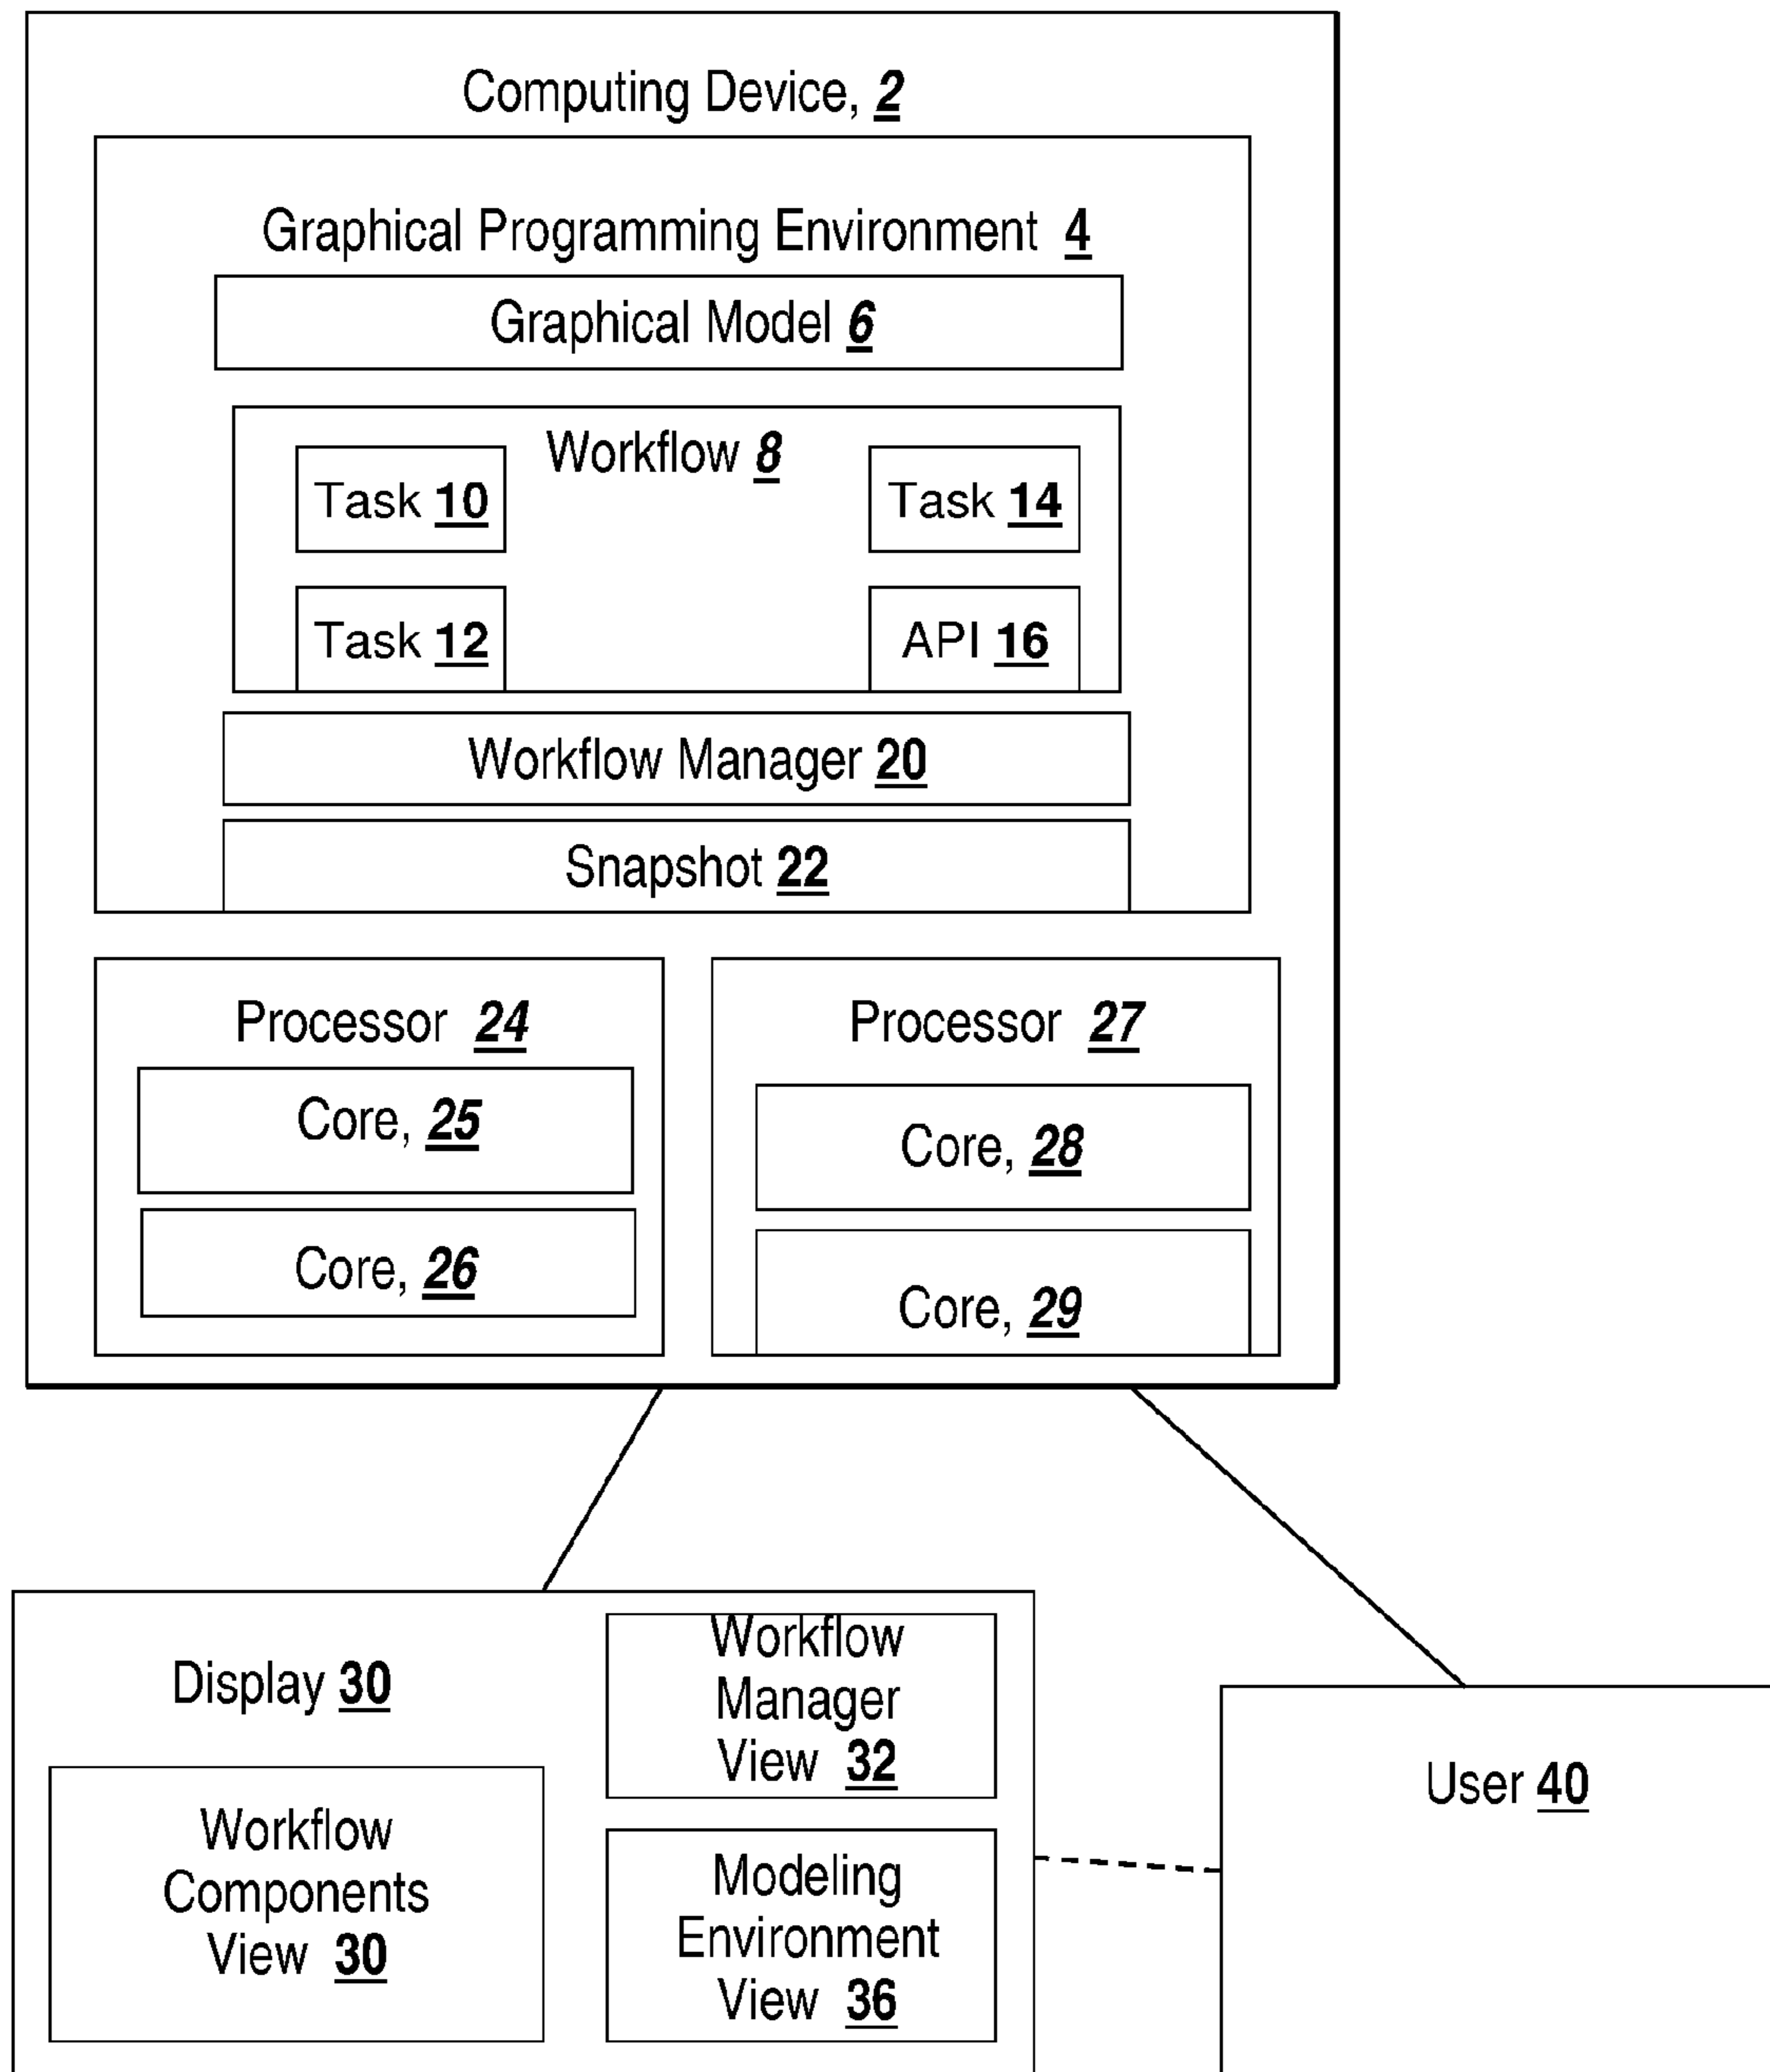 Computing Device, 2
Graphical Programming Environment 4
Graphical Model 6
Workflow 8
Task 10
Task 14
Task 12
API 16
Workflow Manager 20
Snapshot 22
Processor 24
Core, 25
Core, 26
Processor 27
Core, 28
Core, 29
Display 30
Workflow
Components
View 30
Workflow
Manager
View 32
Modeling
Environment
View 36
User 40